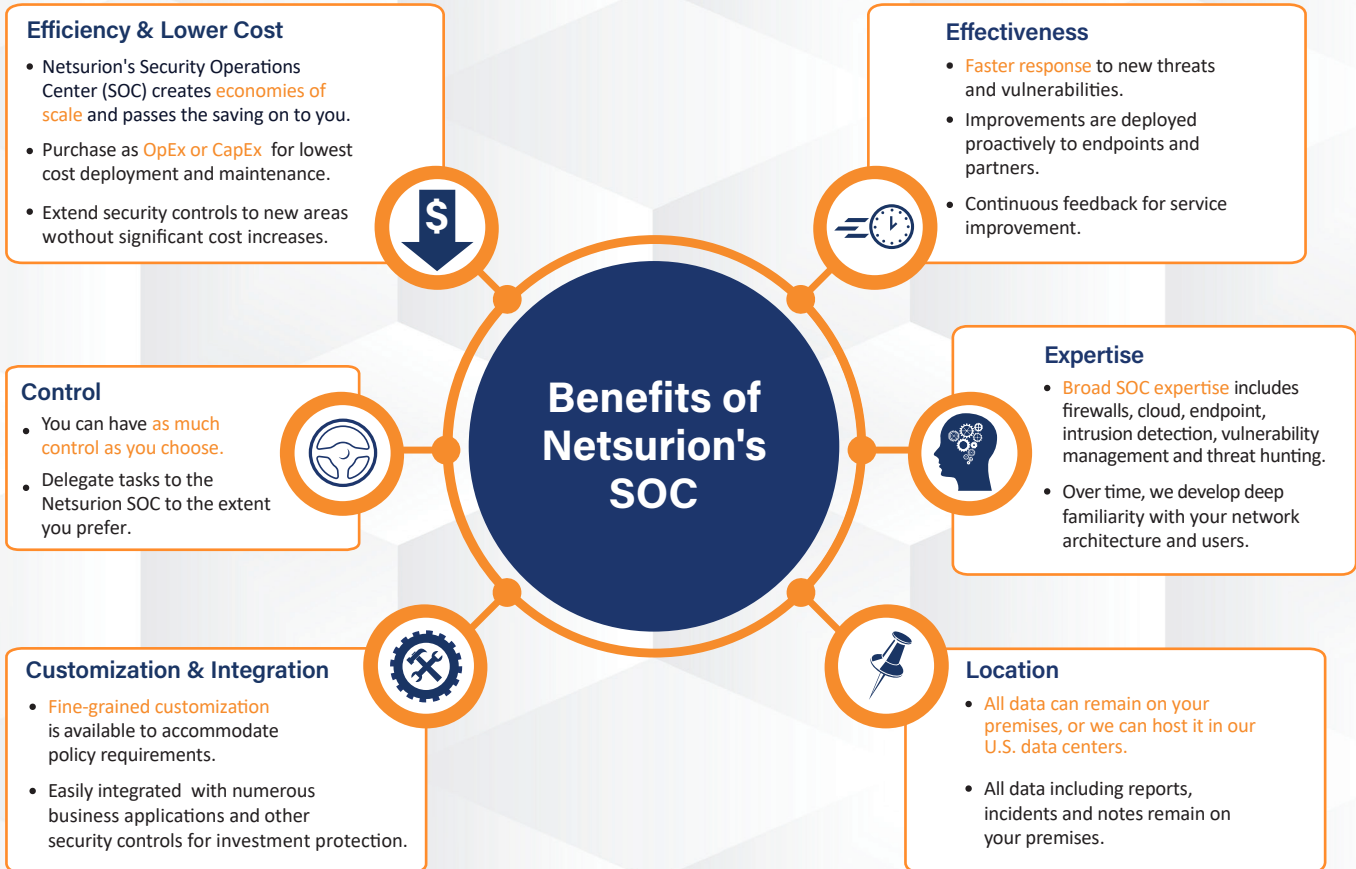 Efficiency & Lower Cost
• Netsurion's Security Operations
Center (SOC) creates economies of
scale and passes the saving on to you.
• Purchase as OpEx or CapEx for lowest
cost deployment and maintenance.
• Extend security controls to new areas
wothout significant cost increases.
$
Effectiveness
• Faster response to new threats
and vulnerabilities.
• Improvements are deployed
proactively to endpoints and
partners.
• Continuous feedback for service
improvement.
Benefits of
Netsurion's
SOC
Control
• You can have as much
control as you choose.
• Delegate tasks to the
Netsurion SOC to the extent
you prefer.
Expertise
• Broad SOC expertise includes
firewalls, cloud, endpoint,
intrusion detection, vulnerability
management and threat hunting.
• Over time, we develop deep
familiarity with your network
architecture and users.
Customization & Integration
• Fine-grained customization
is available to accommodate
policy requirements.
• Easily integrated with numerous
business applications and other
security controls for investment protection.
Location
• All data can remain on your
premises, or we can host it in our
U.S. data centers.
• All data including reports,
incidents and notes remain on
your premises.